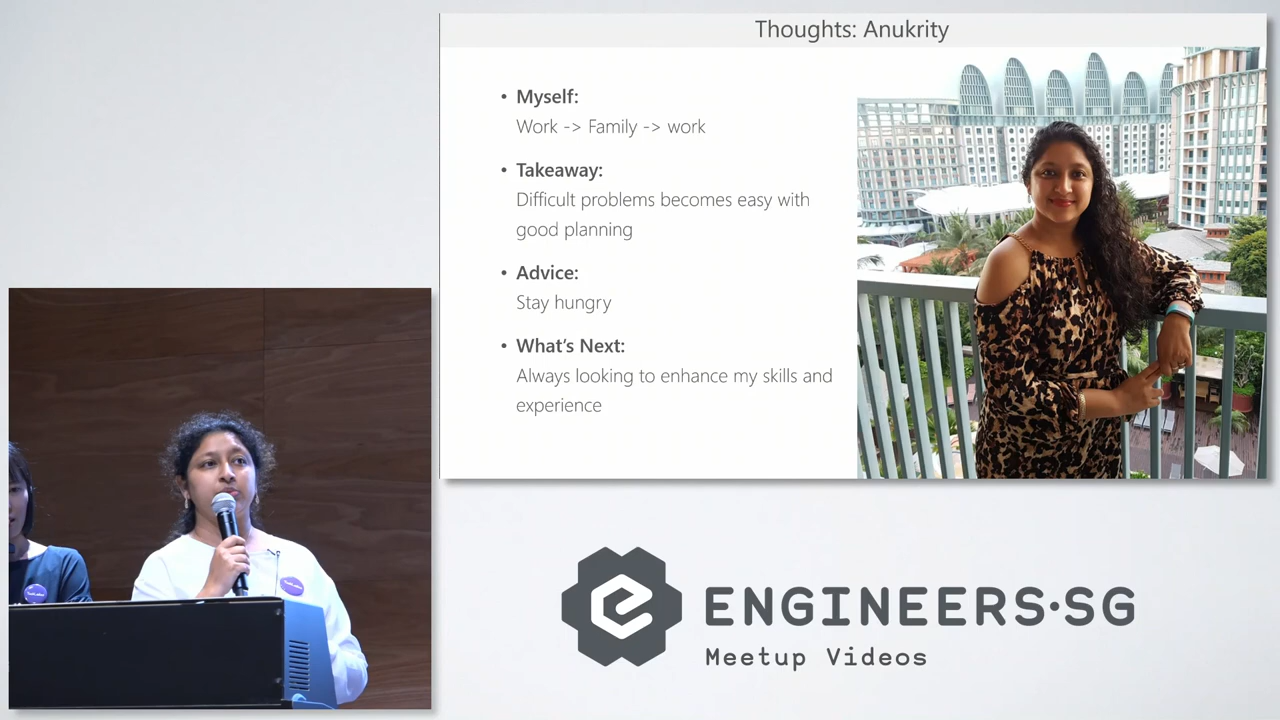 Thoughts: Anukrity
• Myself:
Work -> Family -> work
• Takeaway:
Difficult problems becomes easy with
good planning
• Advice:
Stay hungry
• What's Next:
Always looking to enhance my skills and
experience
ENGINEERS·SG
Meetup Videos